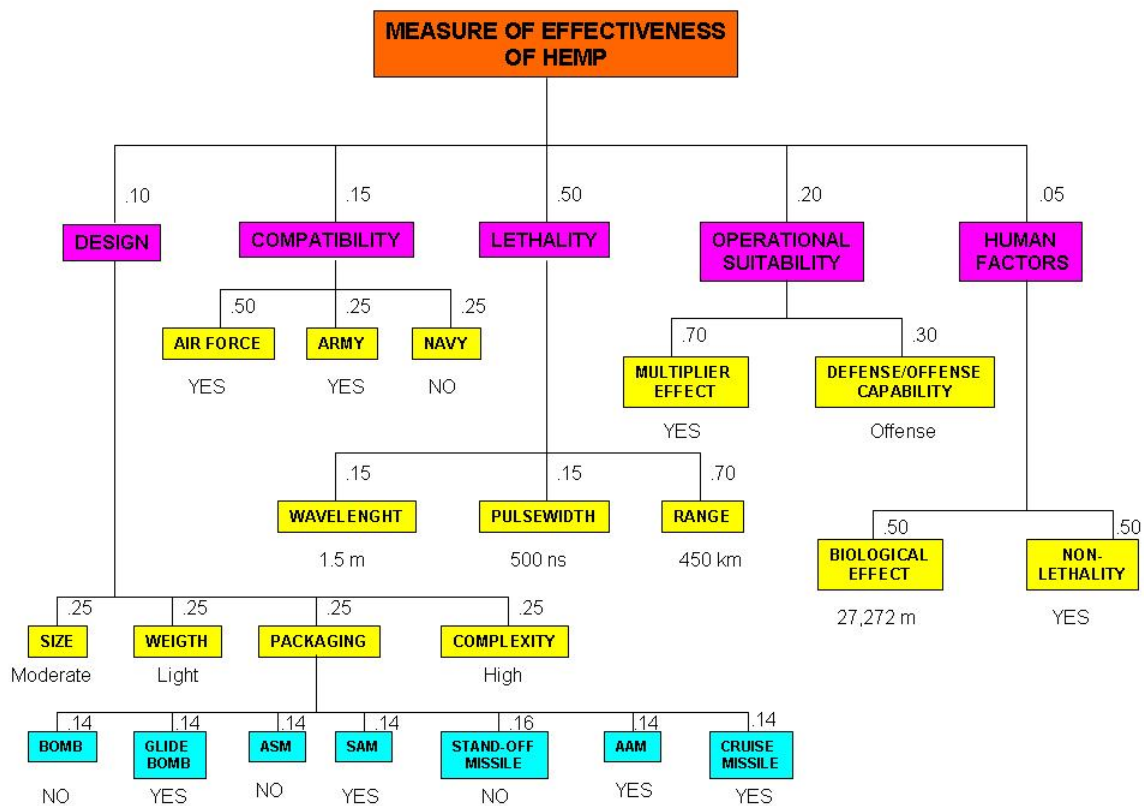 MEASURE OF EFFECTIVENESS
OF HEMP
.10
.15
.50
.20
.05
DESIGN
COMPATIBILITY
LETHALITY
OPERATIONAL
SUITABILITY
HUMAN
FACTORS
.50
.25
.25
AIR FORCE
ARMY
NAVY
YES
YES
NO
.70
.30
MULTIPLIER
EFFECT
DEFENSE/OFFENSE
CAPABILITY
YES
Offense
.15
.15
.70
WAVELENGHT
PULSEWIDTH
RANGE
1.5 m
500 ns
450 km
.50
.50
BIOLOGICAL
EFFECT
NON-
LETHALITY
27,272 m
YES
.25
.25
.25
.25
SIZE
WEIGTH
PACKAGING
COMPLEXITY
Moderate
Light
High
.14
.14
.14
.14
.16
.14
.14
BOMB
GLIDE
BOMB
ASM
SAM
STAND-OFF
MISSILE
AAM
CRUISE
MISSILE
NO
YES
NO
YES
NO
YES
YES